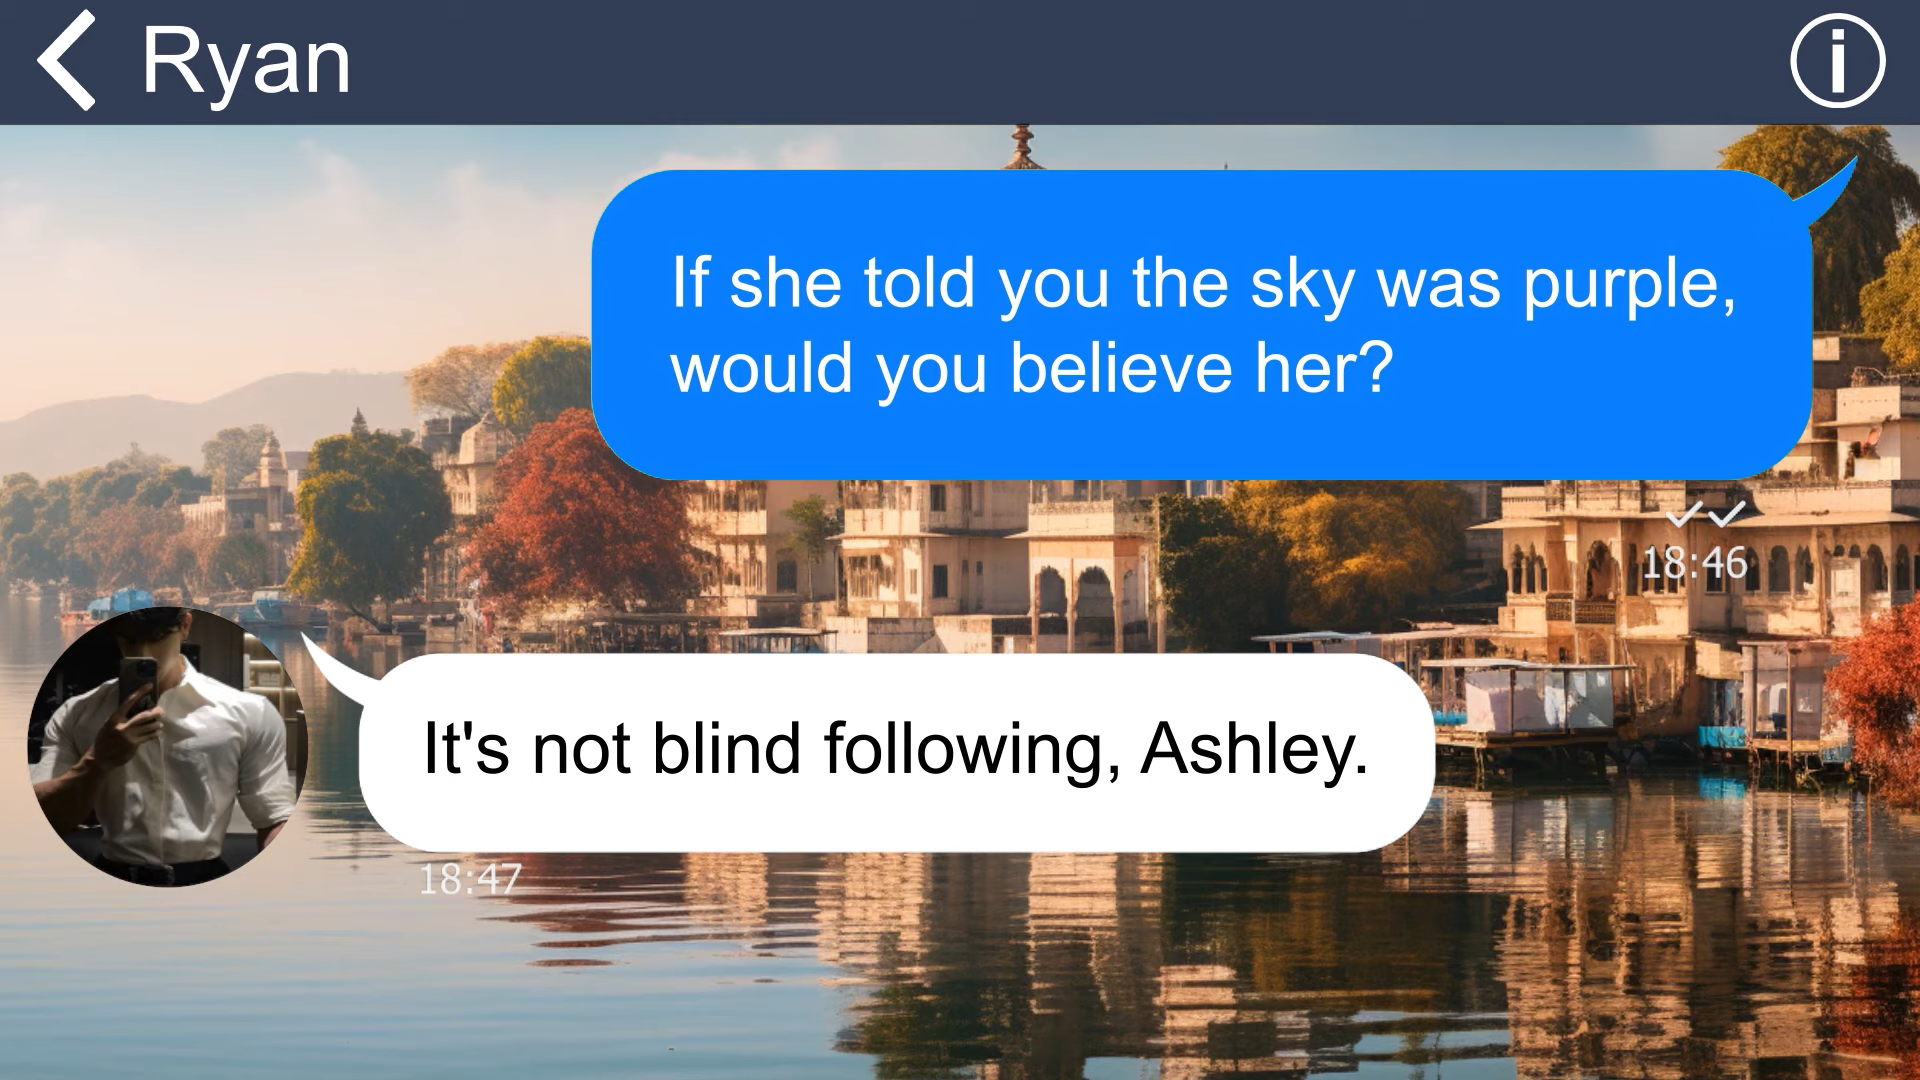 Ryan
If she told you the sky was purple,
would you believe her?
18:46
It's not blind following, Ashley.
18:47